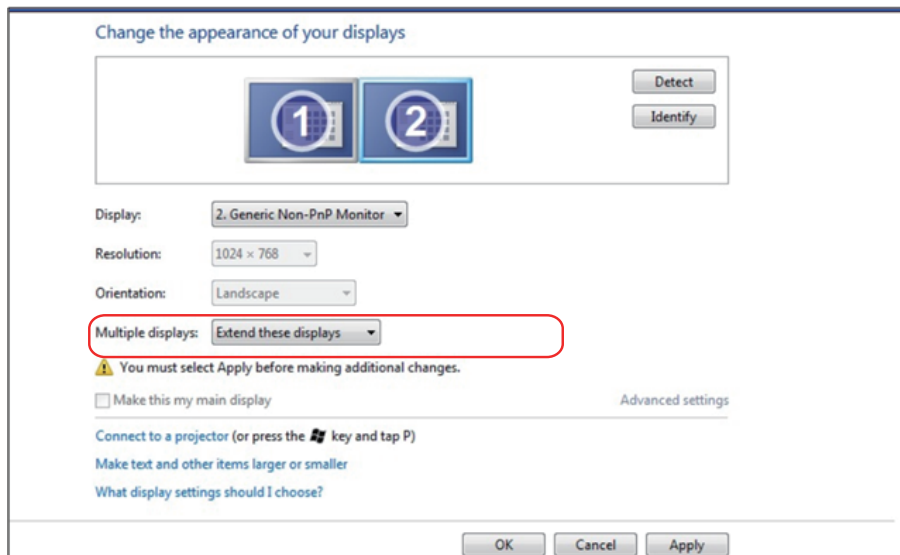 Change the appearance of your displays
1
2
Detect
Identify
Display: 2. Generic Non-PnP Monitor
Resolution: 1024 × 768
Orientation: Landscape
Multiple displays: Extend these displays
You must select Apply before making additional changes.
Make this my main display Advanced settings
Connect to a projector (or press the key and tap P)
Make text and other items larger or smaller
What display settings should I choose?
OK Cancel Apply